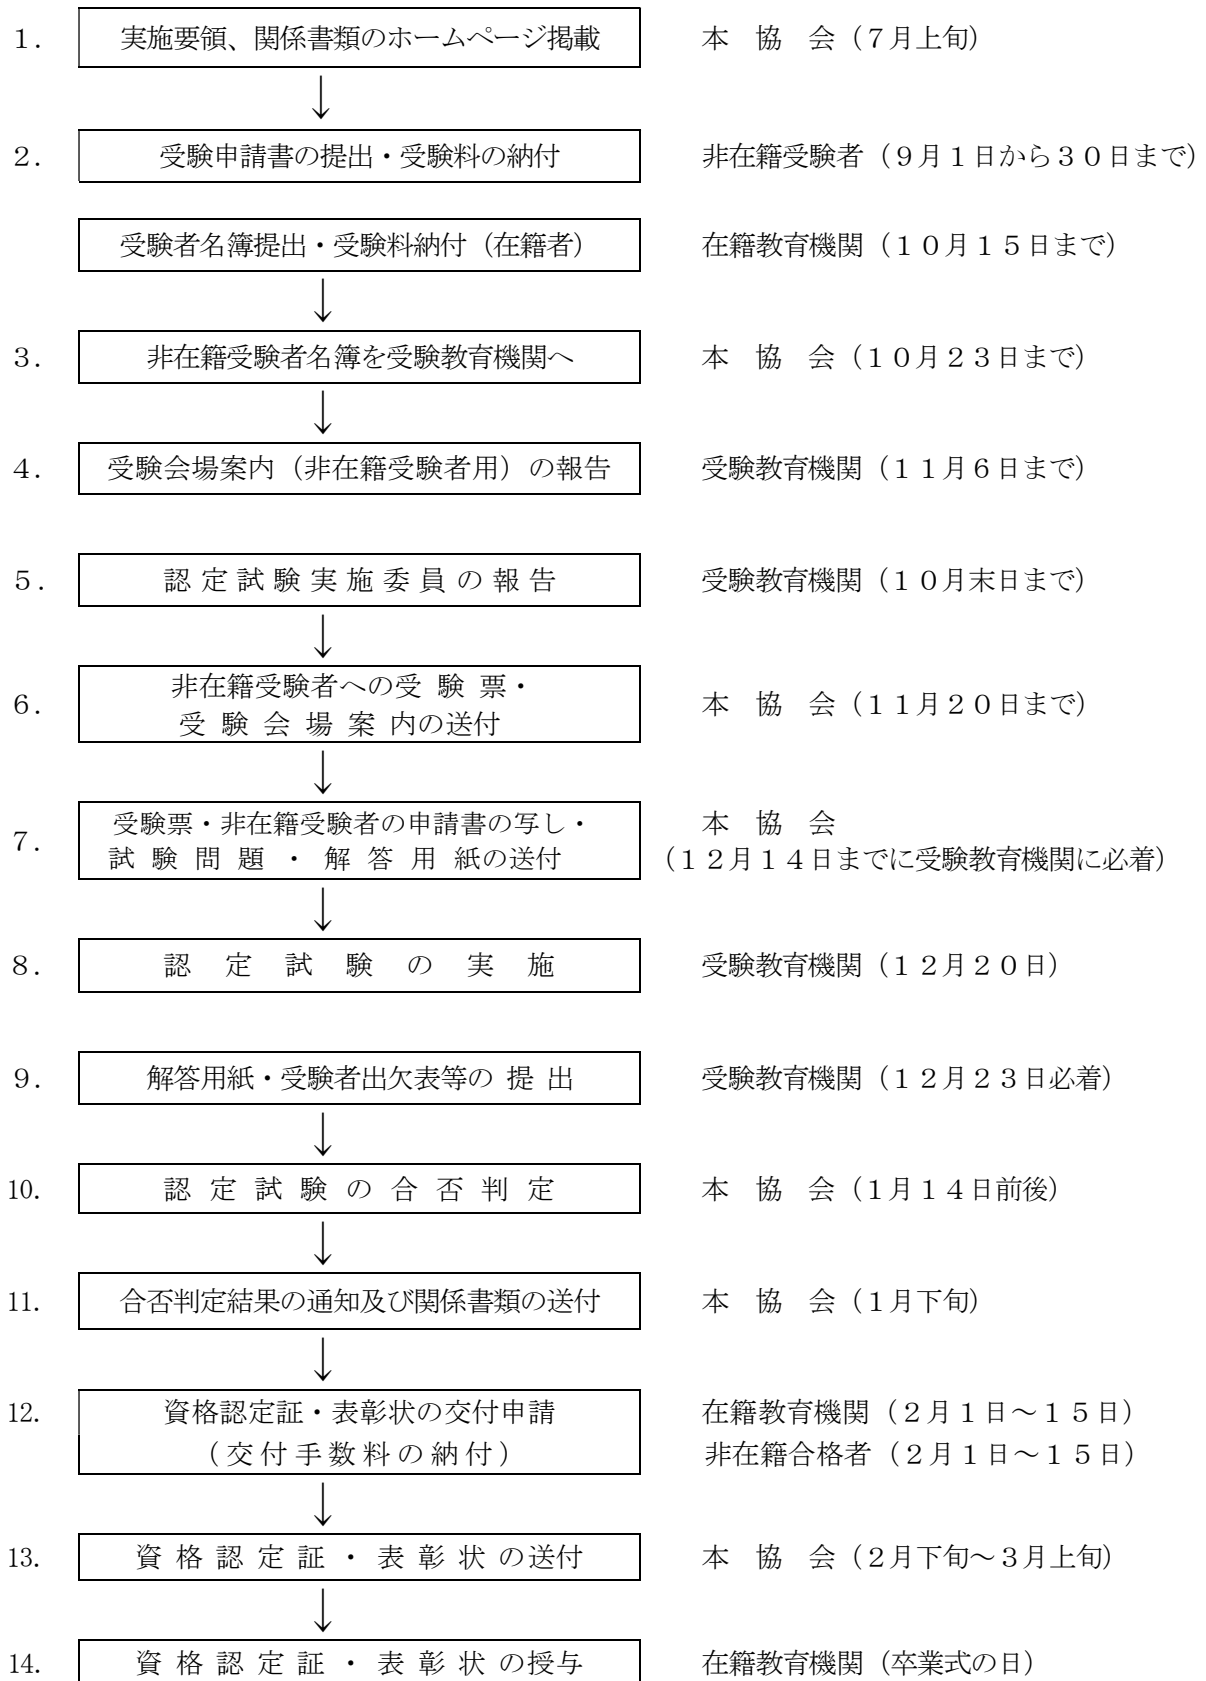 １. 実施要領、関係書類のホームページ掲載 本 協 会（７月上旬）
２. 受験申請書の提出・受験料の納付 非在籍受験者（９月１日から３０日まで）
受験者名簿提出・受験料納付（在籍者） 在籍教育機関（１０月１５日まで）
３. 非在籍受験者名簿を受験教育機関へ 本 協 会（１０月２３日まで）
４. 受験会場案内（非在籍受験者用）の報告 受験教育機関（１１月６日まで）
５. 認 定 試 験 実 施 委 員 の 報 告 受験教育機関（１０月末日まで）
非在籍受験者への受 験 票・
６. 本 協 会（１１月２０日まで）
受 験 会 場 案 内の送付
受験票・非在籍受験者の申請書の写し・ 本 協 会
７.
試 験 問 題 ・ 解 答 用 紙の送付 （１２月１４日までに受験教育機関に必着）
８. 認 定 試 験 の 実 施 受験教育機関（１２月２０日）
９. 解答用紙・受験者出欠表等の 提 出 受験教育機関（１２月２３日必着）
10. 認 定 試 験 の 合 否 判 定 本 協 会（１月１４日前後）
11. 合否判定結果の通知及び関係書類の送付 本 協 会（１月下旬）
12. 資格認定証・表彰状の交付申請 在籍教育機関（２月１日～１５日）
（交付手数料の納付） 非在籍合格者（２月１日～１５日）
13. 資 格 認 定 証 ・ 表 彰 状 の送付 本 協 会（２月下旬～３月上旬）
14. 資 格 認 定 証 ・ 表 彰 状 の授与 在籍教育機関（卒業式の日）